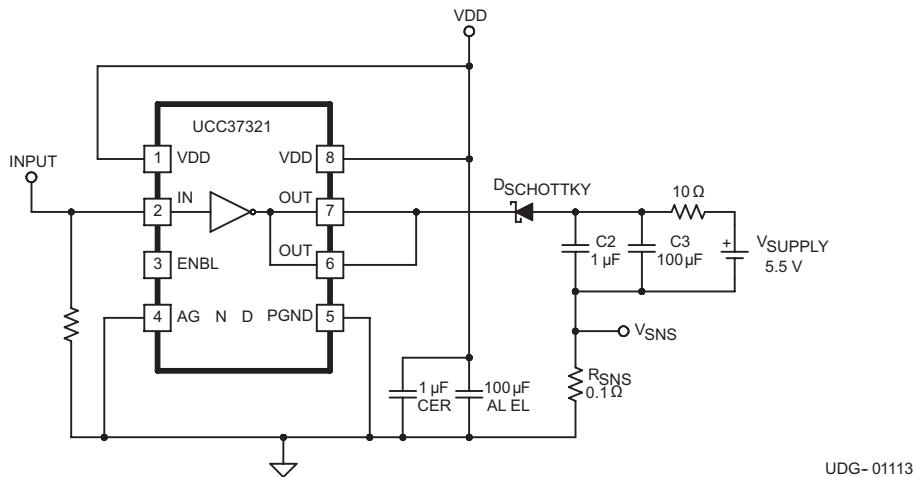 VDD
UCC37321
INPUT
1 VDD VDD 8
2 IN OUT 7
D SCHOTTKY
10 Ω
3 ENBL OUT 6
C2
1 µF
C3
100 µF
+ VSUPPLY
5.5 V
4 AG N D PGND 5
VSNS
RSNS
0.1 Ω
1 µF
CER
100 µF
AL EL
UDG-01113